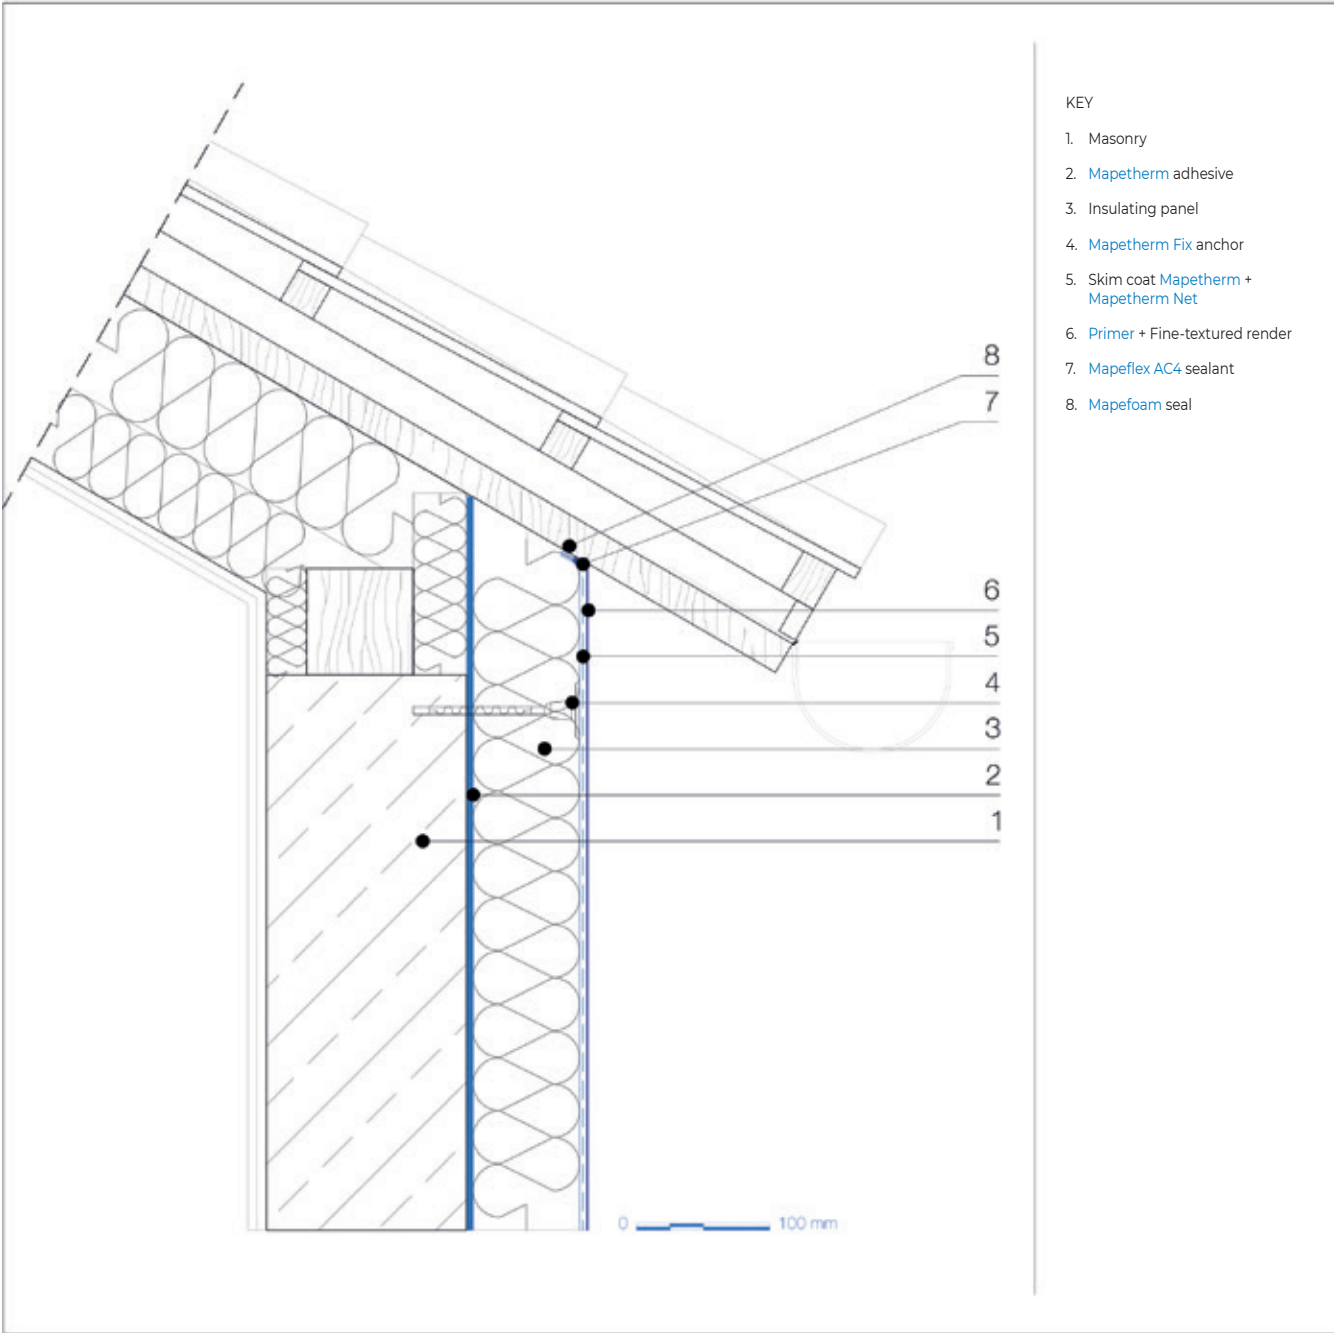 8
7
6
5
4
3
2
1
0 100 mm
KEY
1. Masonry
2. Mapetherm adhesive
3. Insulating panel
4. Mapetherm Fix anchor
5. Skim coat Mapetherm +
Mapetherm Net
6. Primer + Fine-textured render
7. Mapeflex AC4 sealant
8. Mapefoam seal